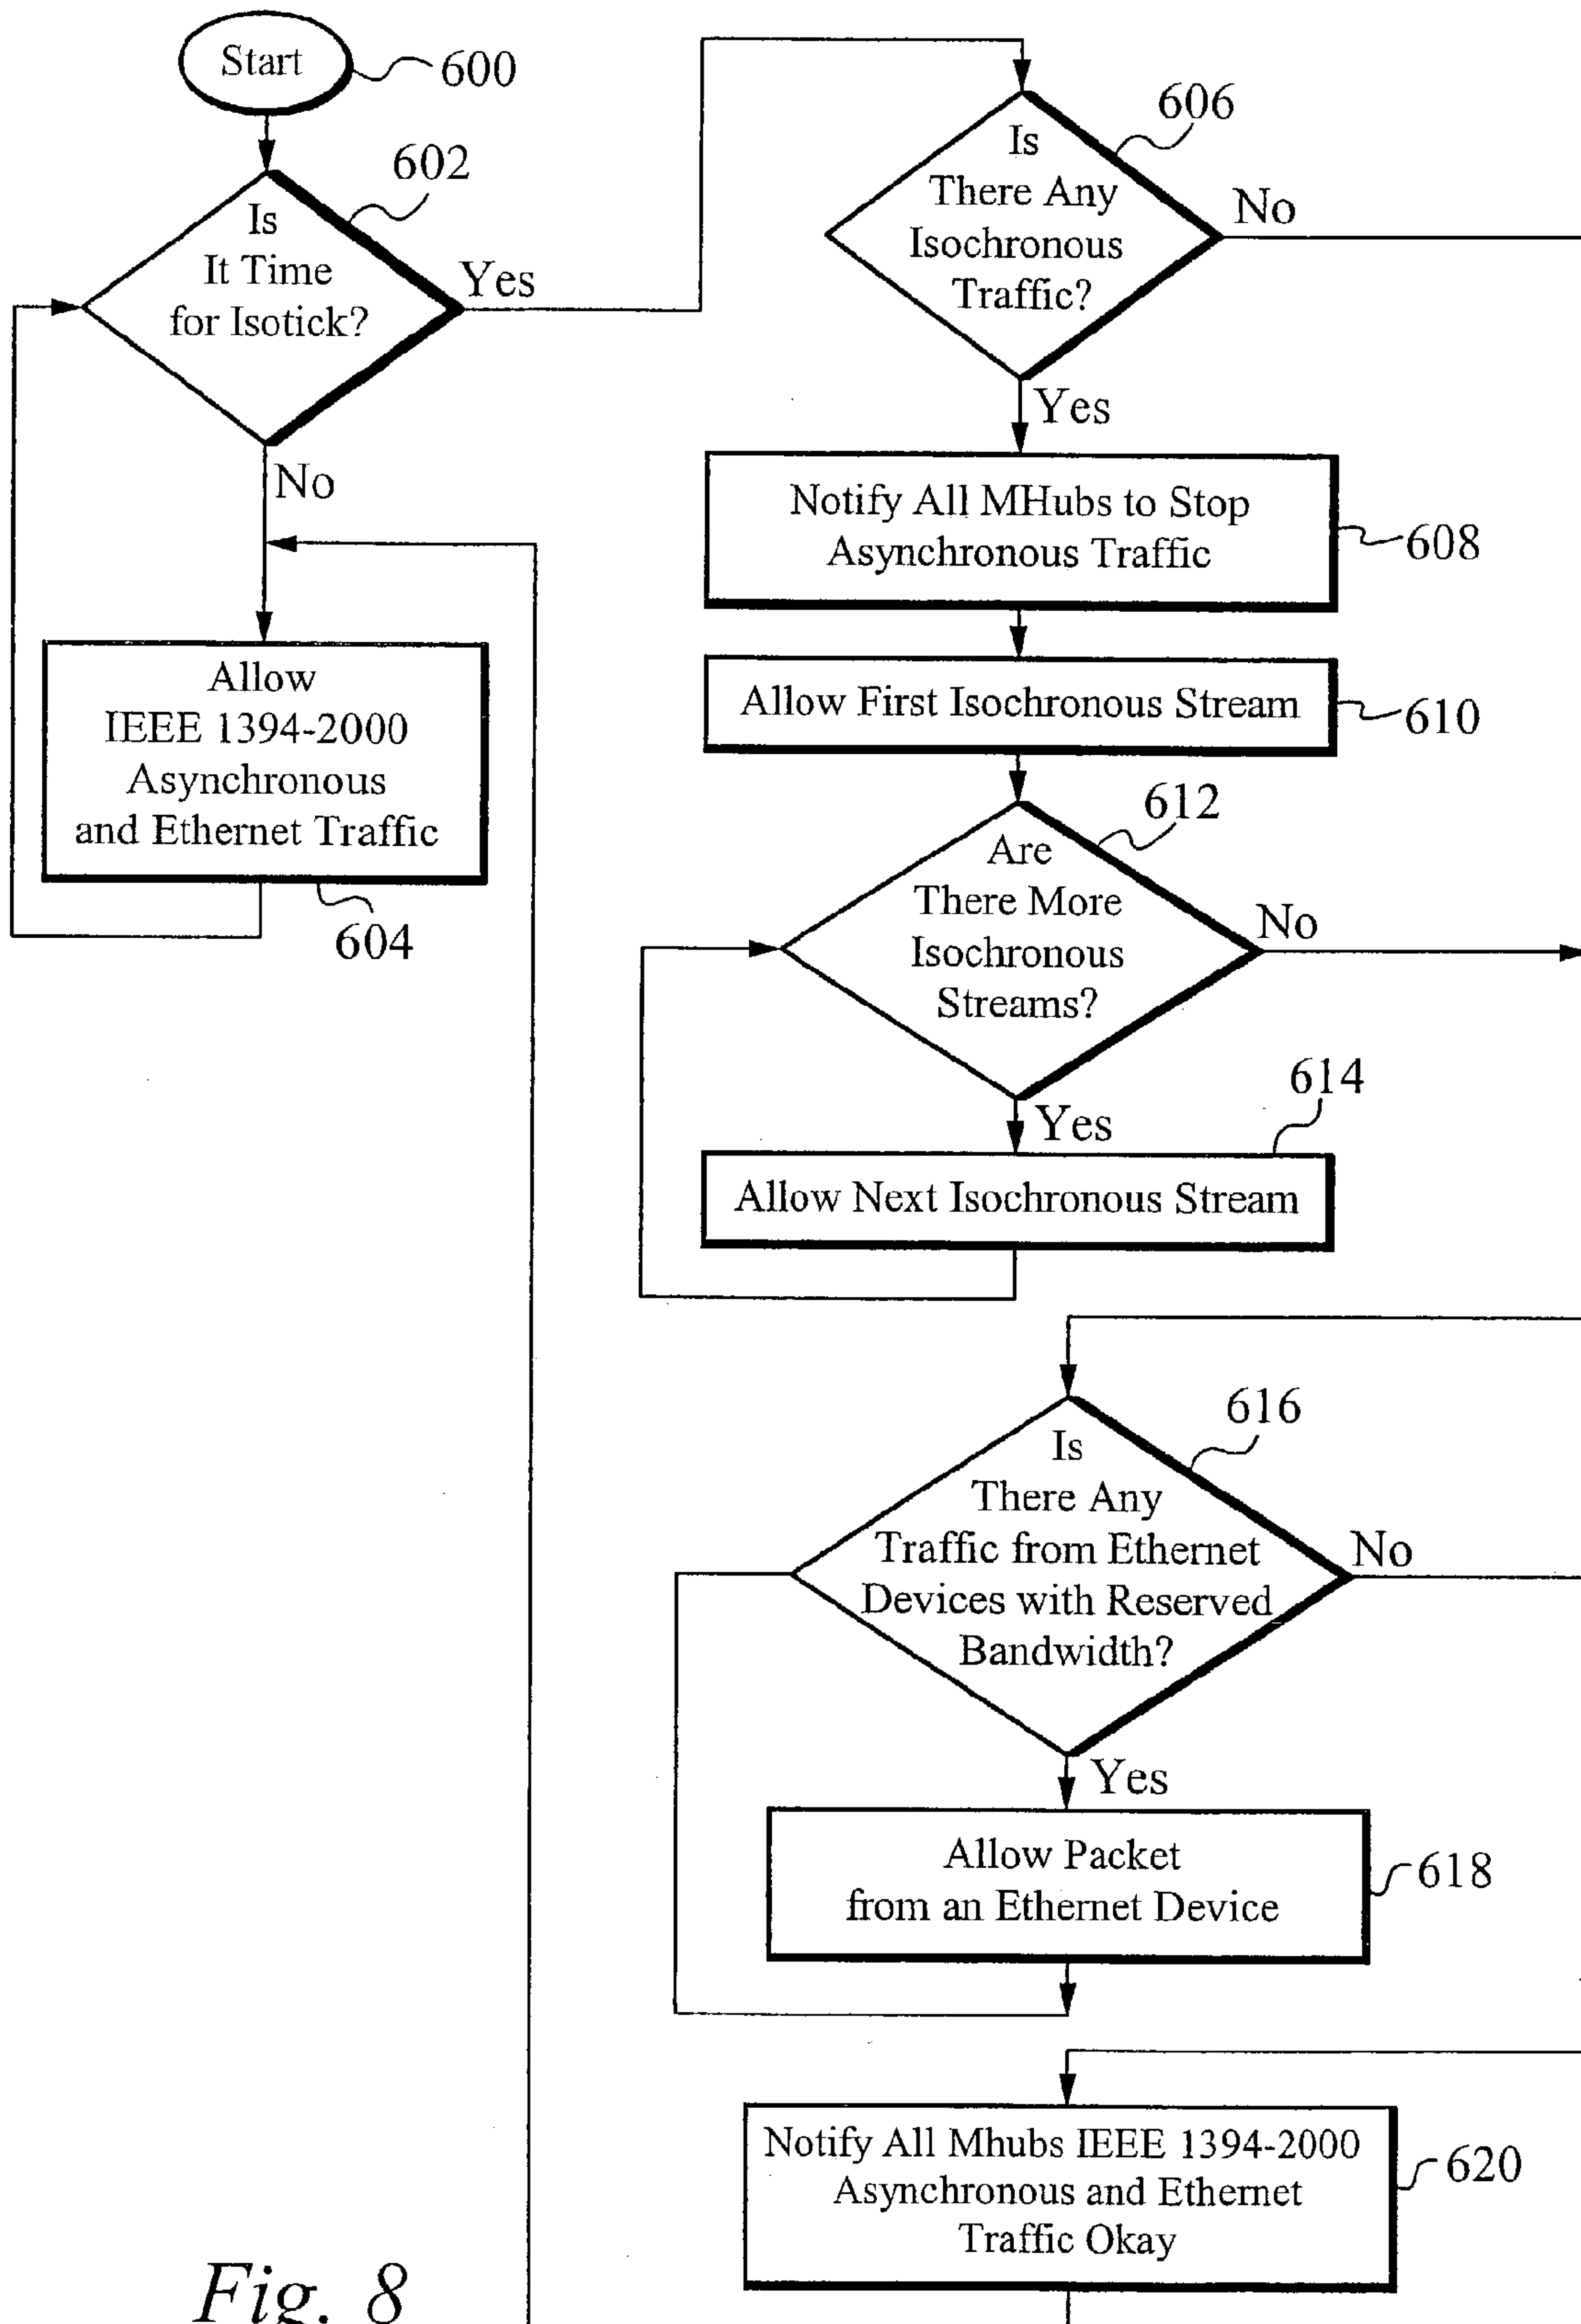 Start
600
602
Is
It Time
for Isotick?
Yes
No
Allow
IEEE 1394-2000
Asynchronous
and Ethernet Traffic
604
606
Is
There Any
Isochronous
Traffic?
No
Yes
Notify All MHubs to Stop
Asynchronous Traffic
608
Allow First Isochronous Stream
610
612
Are
There More
Isochronous
Streams?
No
Yes
614
Allow Next Isochronous Stream
616
Is
There Any
Traffic from Ethernet
Devices with Reserved
Bandwidth?
No
Yes
Allow Packet
from an Ethernet Device
618
Notify All Mhubs IEEE 1394-2000
Asynchronous and Ethernet
Traffic Okay
620
Fig. 8